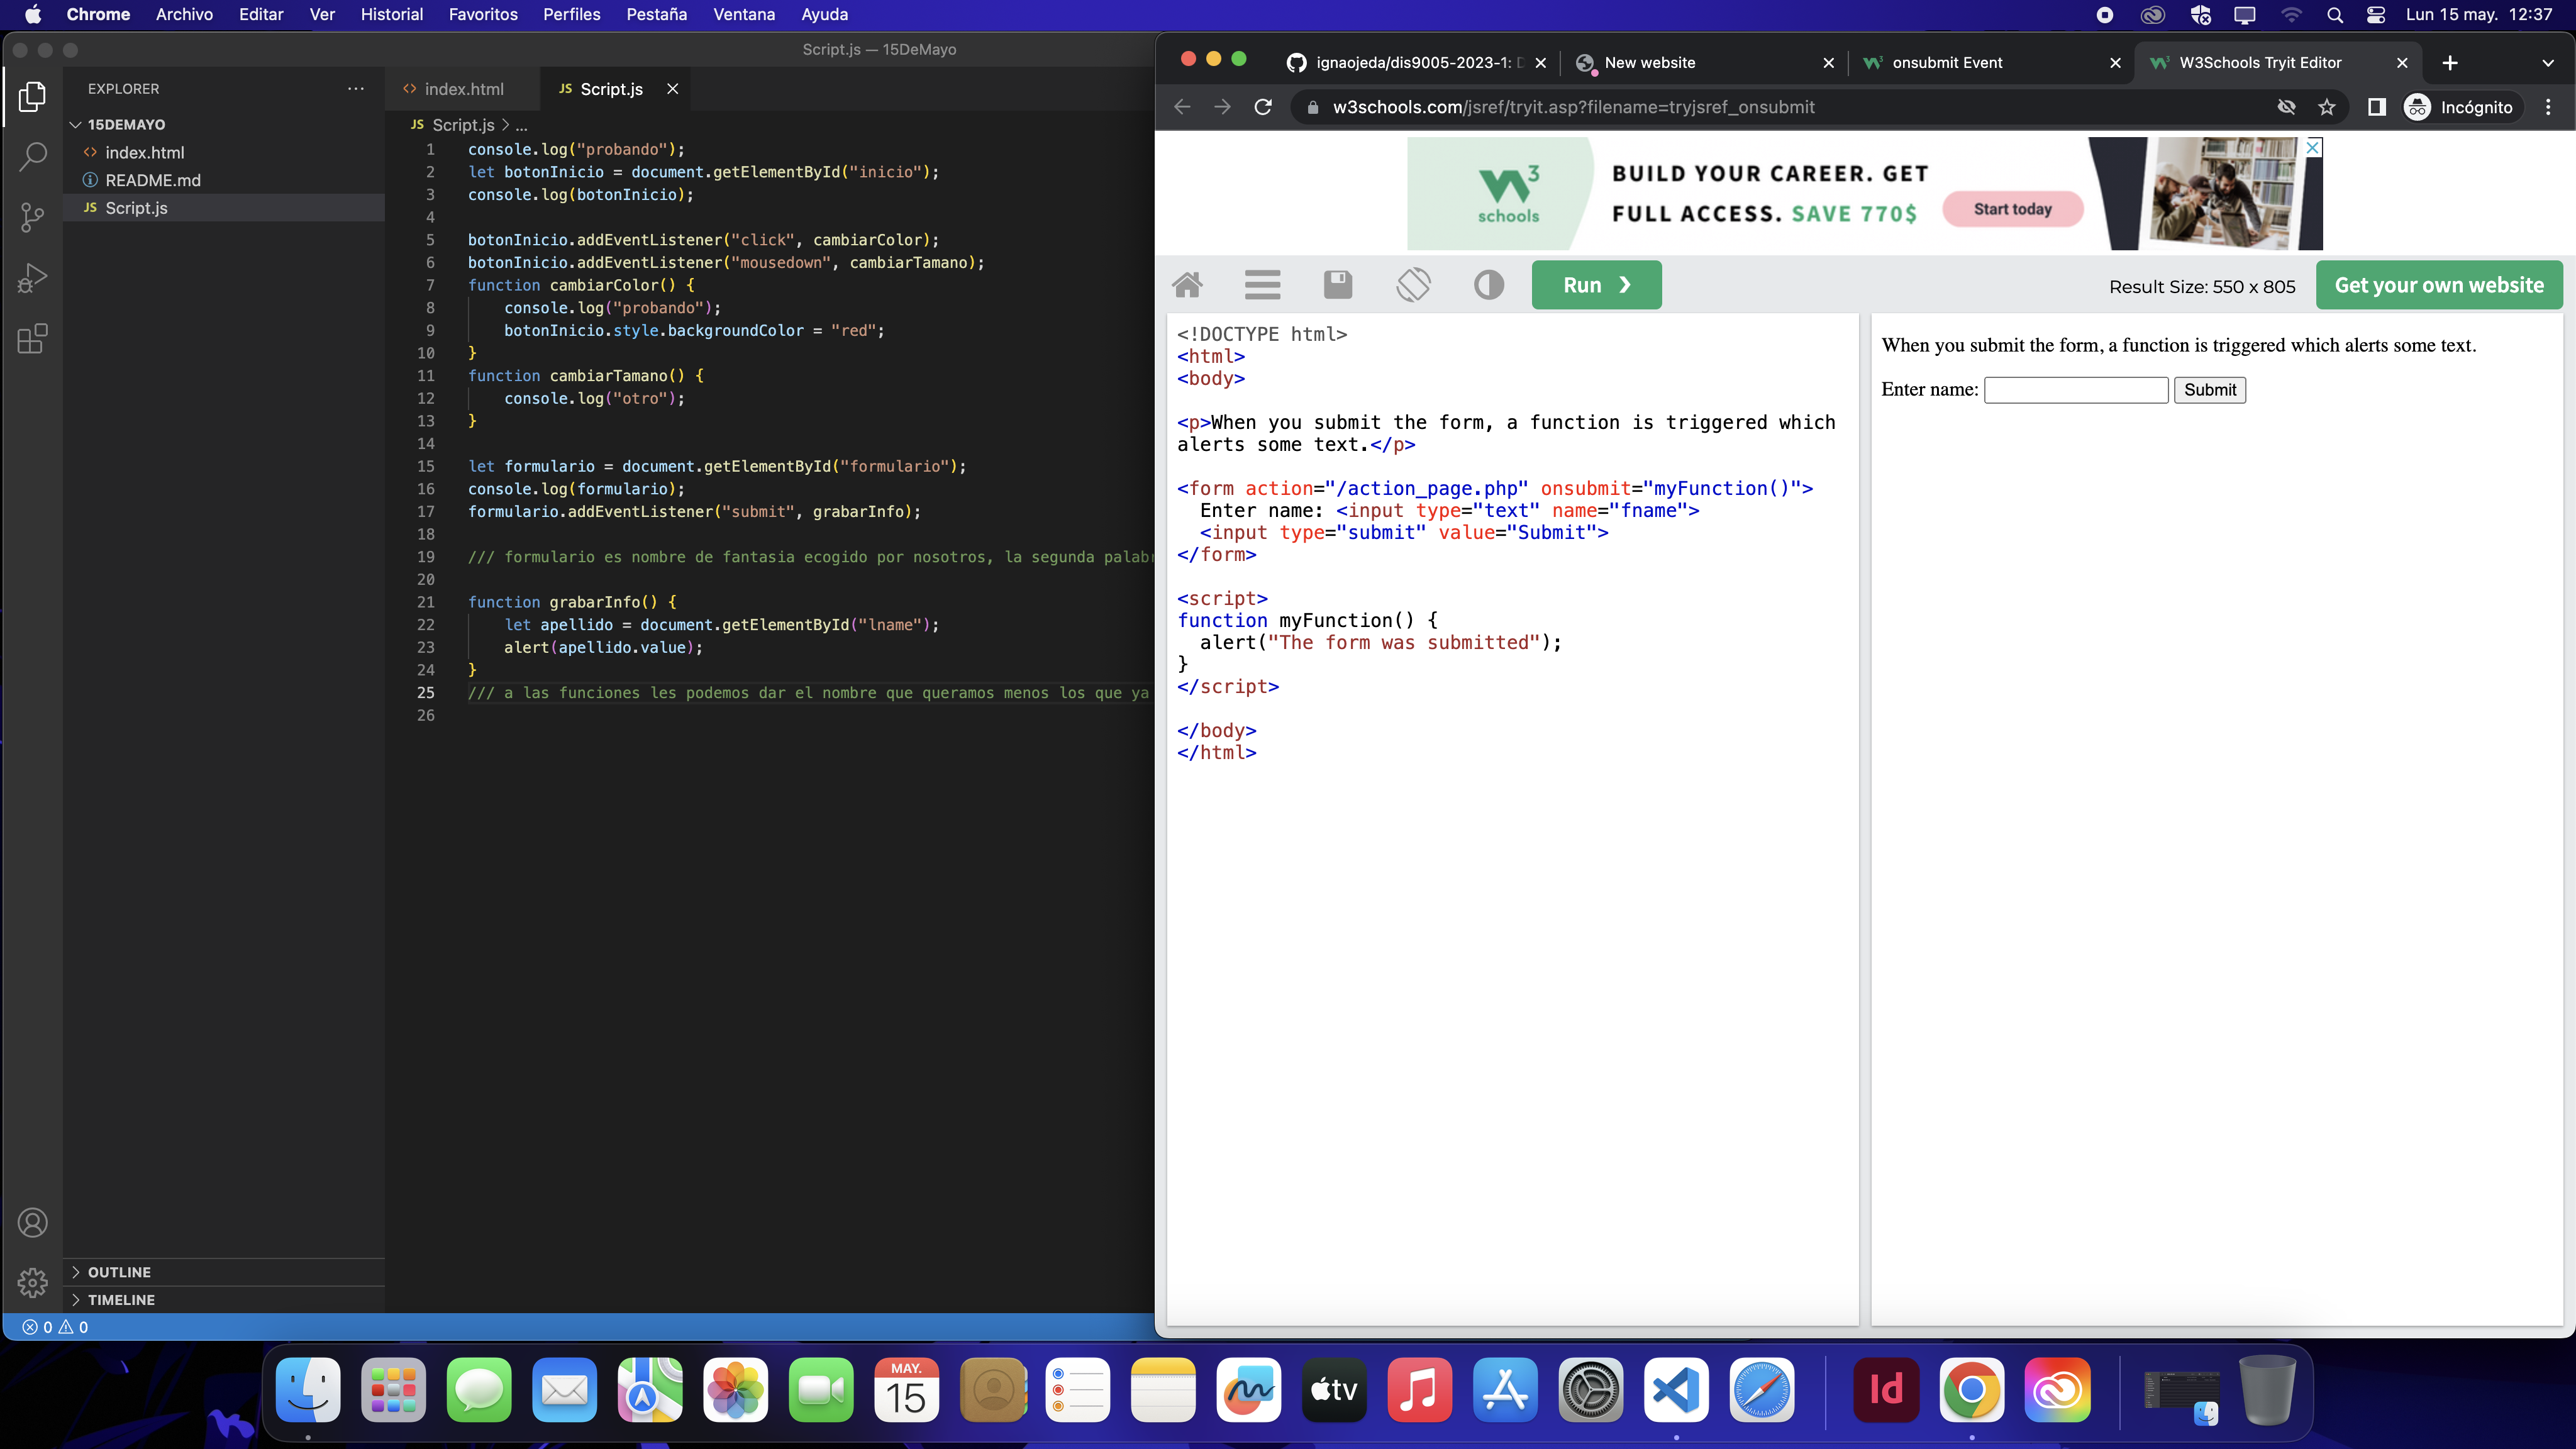 Chrome Archivo Editar Ver Historial Favoritos Perfiles Pestaña Ventana Ayuda
Lun 15 may. 12:37
Script.js — 15DeMayo
EXPLORER
15DEMAYO
index.html
README.md
JS Script.js
OUTLINE
TIMELINE
0 0
index.html
JS Script.js
JS Script.js > ...
1 console.log("probando");
2 let botonInicio = document.getElementById("inicio");
3 console.log(botonInicio);
4
5 botonInicio.addEventListener("click", cambiarColor);
6 botonInicio.addEventListener("mousedown", cambiarTamano);
7 function cambiarColor() {
8 console.log("probando");
9 botonInicio.style.backgroundColor = "red";
10 }
11 function cambiarTamano() {
12 console.log("otro");
13 }
14
15 let formulario = document.getElementById("formulario");
16 console.log(formulario);
17 formulario.addEventListener("submit", grabarInfo);
18
19 /// formulario es nombre de fantasia ecogido por nosotros, la segunda palabr
20
21 function grabarInfo() {
22 let apellido = document.getElementById("lname");
23 alert(apellido.value);
24 }
25 /// a las funciones les podemos dar el nombre que queramos menos los que ya
26
ignaojeda/dis9005-2023-1: D
New website
onsubmit Event
W3Schools Tryit Editor
w3schools.com/jsref/tryit.asp?filename=tryjsref_onsubmit
Incógnito
3
schools
BUILD YOUR CAREER. GET
FULL ACCESS. SAVE 770$
Start today
Run ❯
Result Size: 550 x 805
Get your own website
<!DOCTYPE html>
<html>
<body>
<p>When you submit the form, a function is triggered which
alerts some text.</p>
<form action="/action_page.php" onsubmit="myFunction()">
Enter name: <input type="text" name="fname">
<input type="submit" value="Submit">
</form>
<script>
function myFunction() {
alert("The form was submitted");
}
</script>
</body>
</html>
When you submit the form, a function is triggered which alerts some text.
Enter name:
Submit
MAY.
15
tv
Id